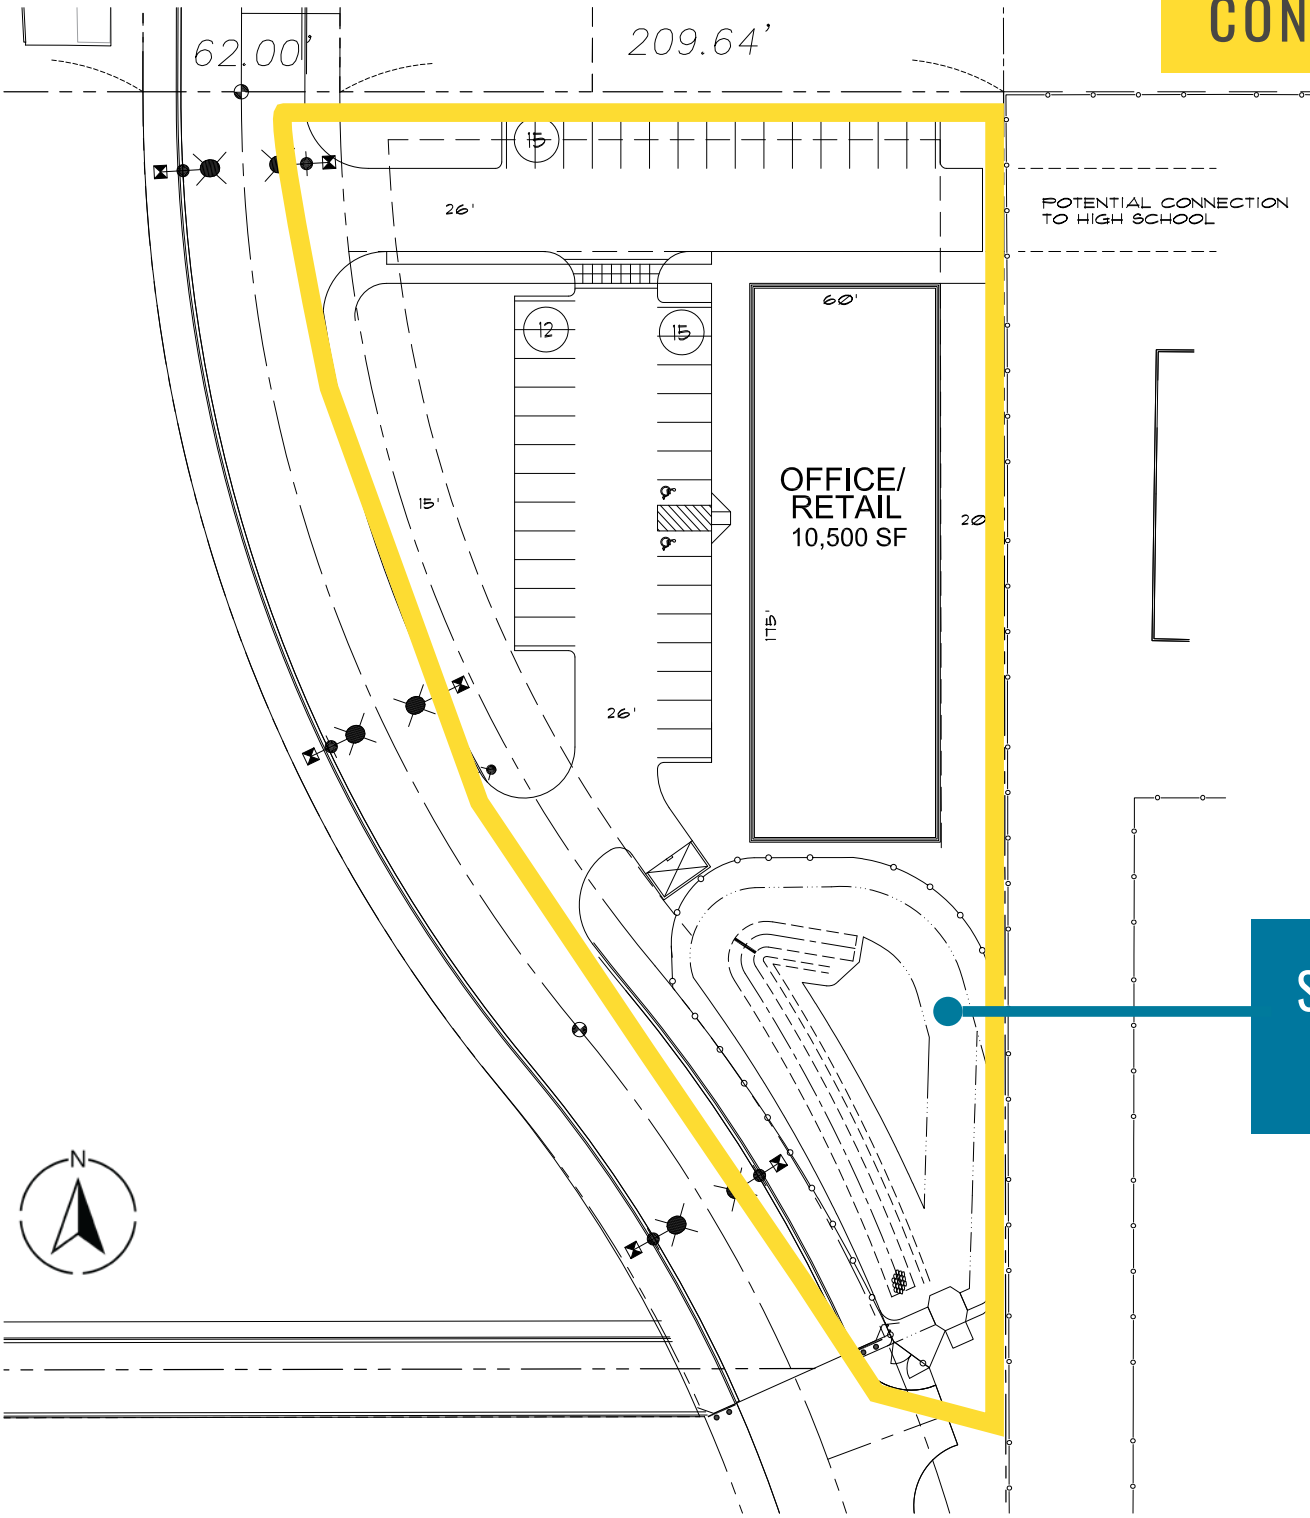 CON
62.00'
209.64'
15
POTENTIAL CONNECTION
TO HIGH SCHOOL
26'
60'
12
15
OFFICE/
RETAIL
10,500 SF
15'
20
175'
26'
S
N